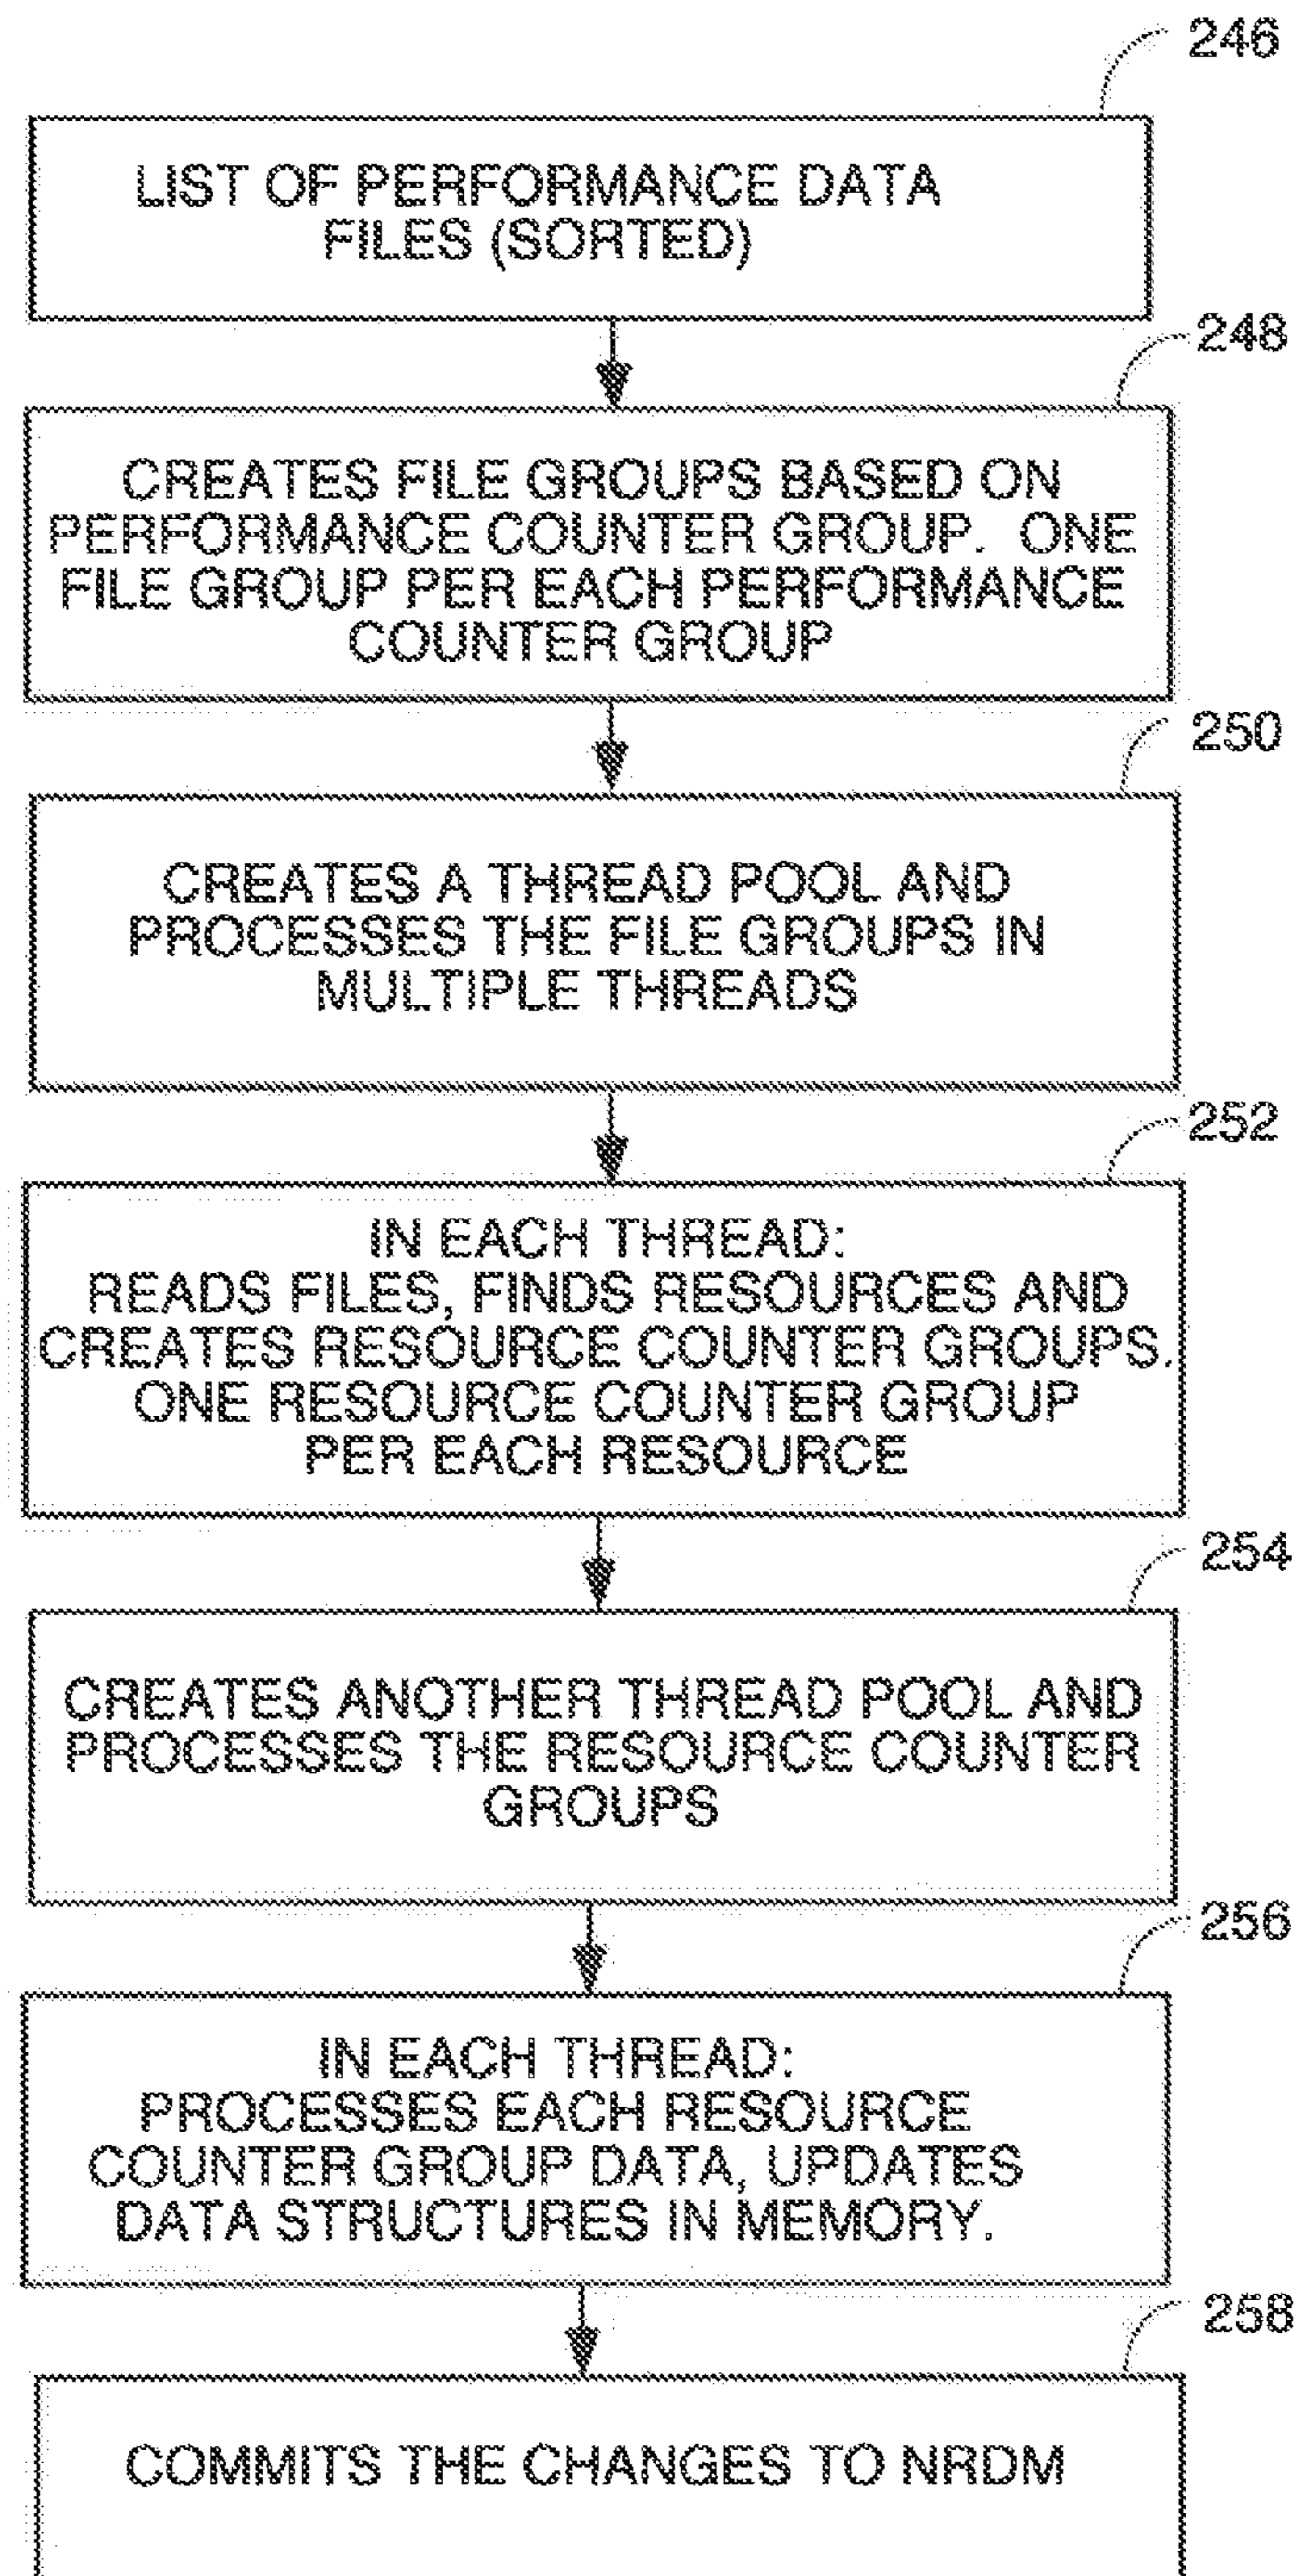 246
LIST OF PERFORMANCE DATA
FILES (SORTED)
248
CREATES FILE GROUPS BASED ON
PERFORMANCE COUNTER GROUP. ONE
FILE GROUP PER EACH PERFORMANCE
COUNTER GROUP
250
CREATES A THREAD POOL AND
PROCESSES THE FILE GROUPS IN
MULTIPLE THREADS
252
IN EACH THREAD:
READS FILES, FINDS RESOURCES AND
CREATES RESOURCE COUNTER GROUPS.
ONE RESOURCE COUNTER GROUP
PER EACH RESOURCE
254
CREATES ANOTHER THREAD POOL AND
PROCESSES THE RESOURCE COUNTER
GROUPS
256
IN EACH THREAD:
PROCESSES EACH RESOURCE
COUNTER GROUP DATA, UPDATES
DATA STRUCTURES IN MEMORY.
258
COMMITS THE CHANGES TO NRDM